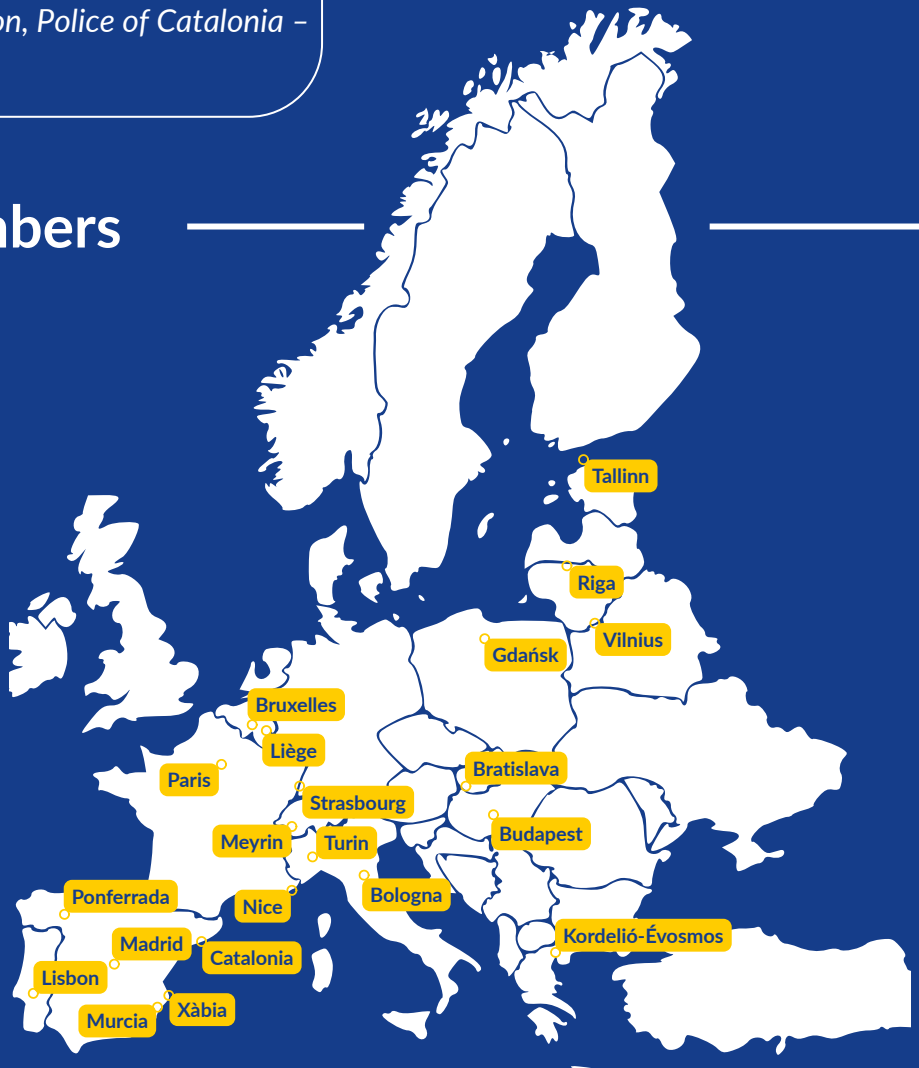 on, Police of Catalonia –
bers
Tallinn
Riga
Vilnius
Gdańsk
Bruxelles
Liège
Bratislava
Paris
Strasbourg
Budapest
Meyrin
Turin
Bologna
Ponferrada
Nice
Kordelió-Évosmos
Madrid
Catalonia
Lisbon
Xàbia
Murcia